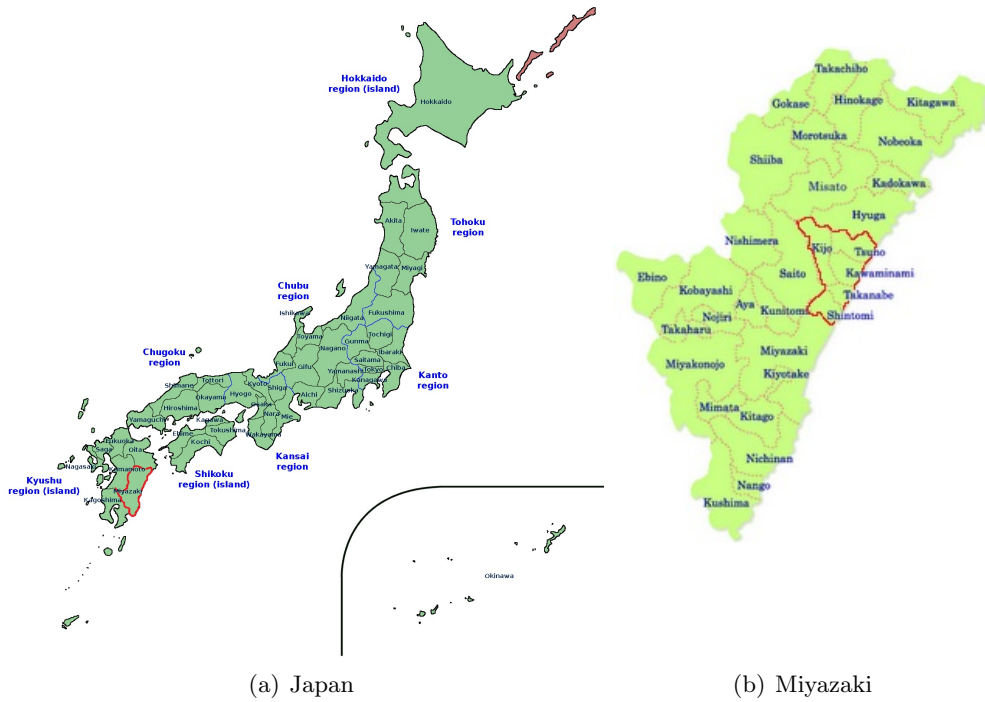 Hokkaido
region (island)
Hokkaido
Tohoku
region
Akita
Iwate
Yamagata
Miyagi
Chubu
region
Ishikawa
Niigata
Fukushima
Toyama
Nagano
Gunma
Tochigi
Ibaraki
Chugoku
region
Fukui
Gifu
Saitama
Yamanashi
Tokyo
Chiba
Kanagawa
Kanto
region
Shimane
Tottori
Kyoto
Shiga
Aichi
Shizuoka
Okayama
Hyogo
Hiroshima
Osaka
Nara
Mie
Yamaguchi
Kagawa
Tokushima
Wakayama
Ehime
Kochi
Kansai
region
Fukuoka
Saga
Oita
Nagasaki
Kumamoto
Shikoku
region (island)
Kyushu
region (island)
Miyazaki
Kagoshima
Okinawa
(a) Japan
Takachiho
Gokase
Hinokage
Kitagawa
Morotsuka
Nobeoka
Shiiba
Misato
Kadokawa
Hyuga
Nishimera
Kijo
Tsuno
Ebino
Saito
Kawaminami
Kobayashi
Aya
Takanabe
Nojiri
Kunitomi
Shintomi
Takaharu
Miyazaki
Miyakonojo
Kiyotake
Mimata
Kitago
Nichinan
Nango
Kushima
(b) Miyazaki